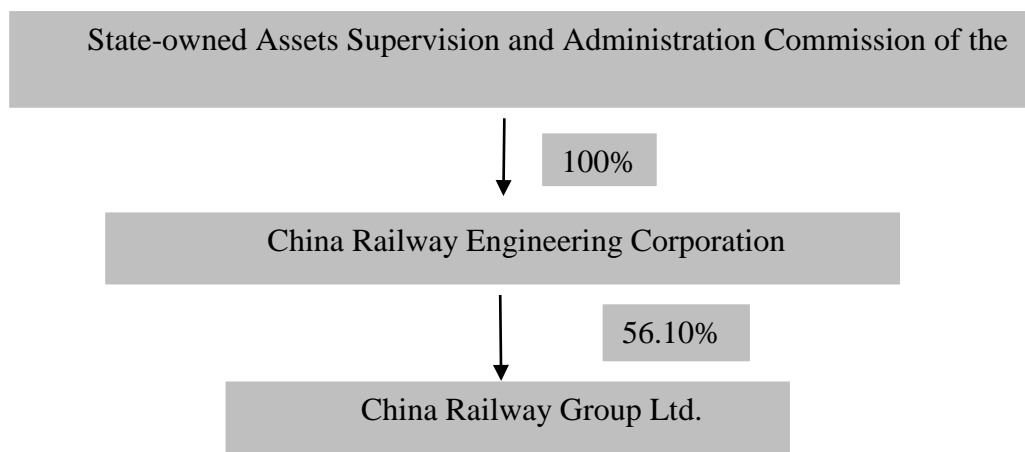 State-owned Assets Supervision and Administration Commission of the
100%
China Railway Engineering Corporation
56.10%
China Railway Group Ltd.